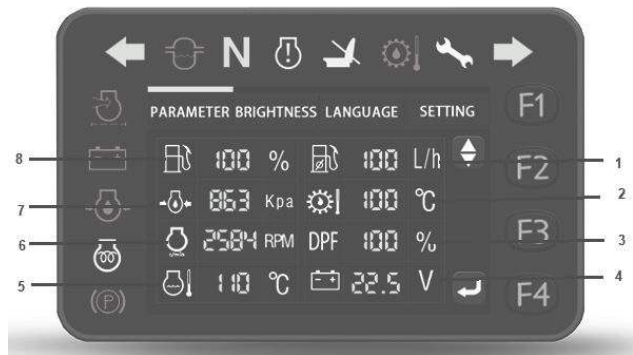 N
PARAMETER BRIGHTNESS LANGUAGE SETTING F1
8 100 % 100 L/h 1
F2
7 863 Kpa 100 ℃ 2
6 2584 RPM DPF 100 % 3
F3
5 110 ℃ 22.5 V 4
(P) F4